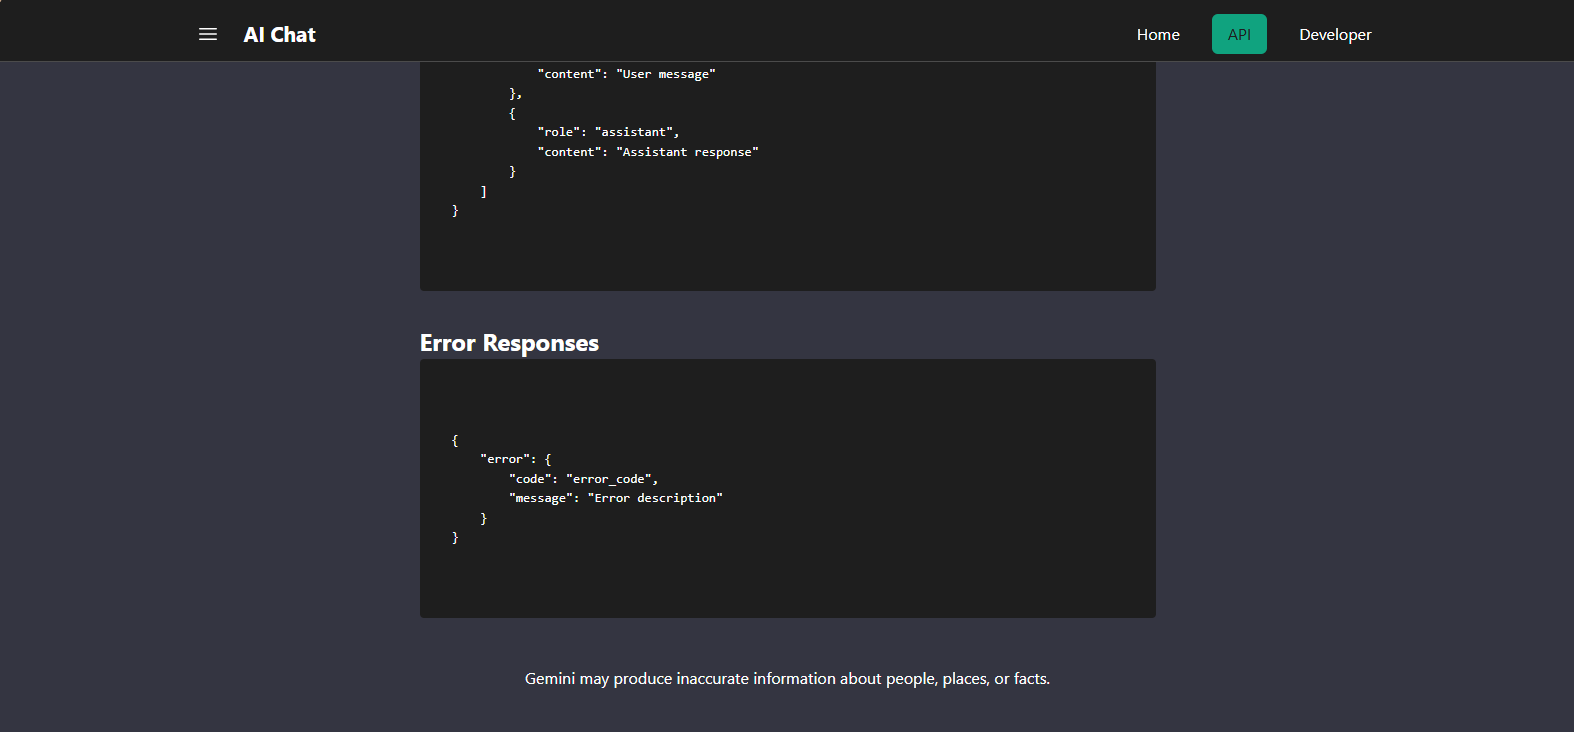 AI Chat
Home
API
Developer
"content": "User message"
},
{
"role": "assistant",
"content": "Assistant response"
}
]
}
Error Responses
{
"error": {
"code": "error_code",
"message": "Error description"
}
}
Gemini may produce inaccurate information about people, places, or facts.